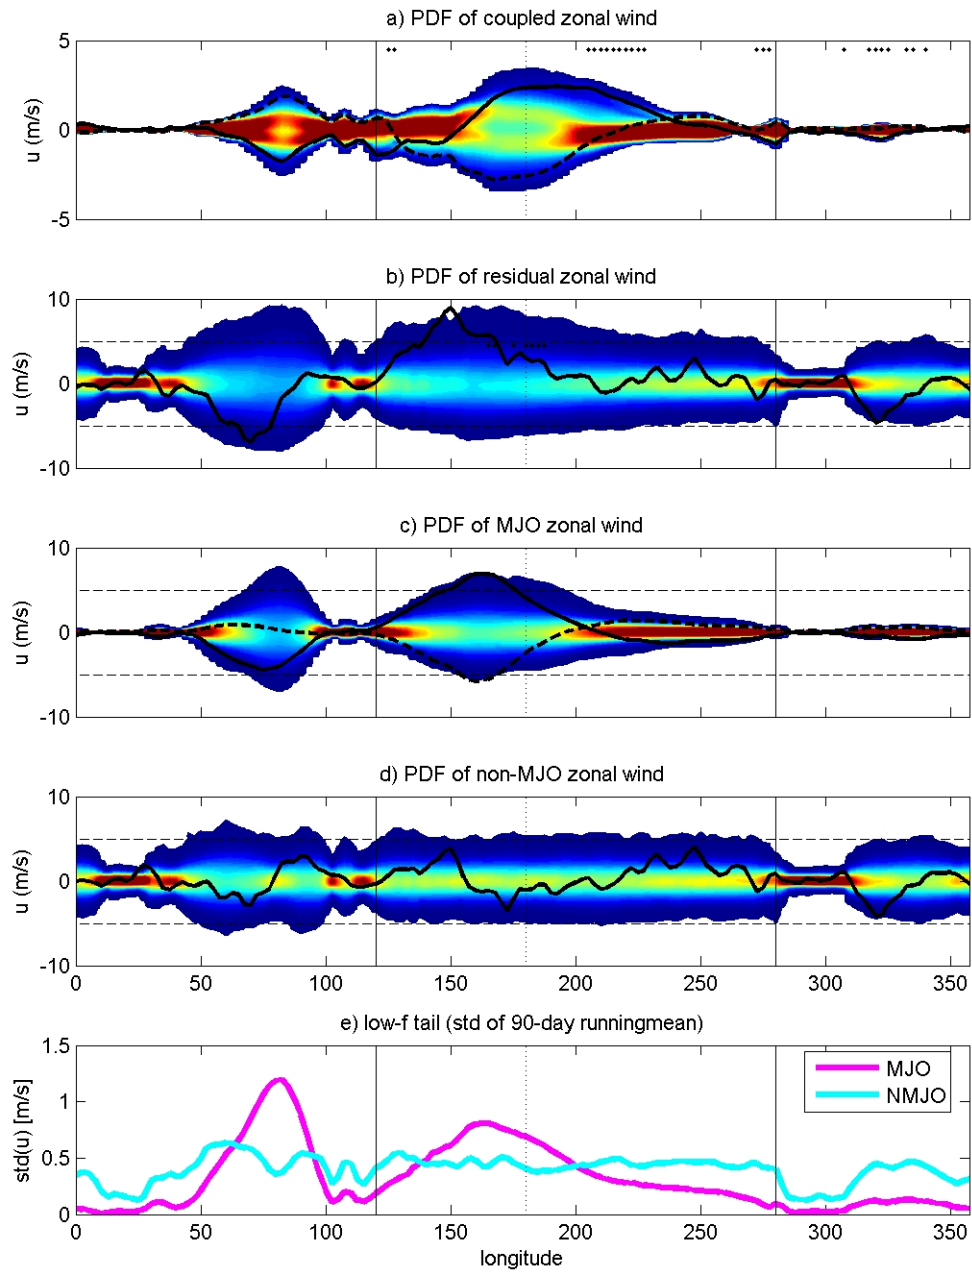 a) PDF of coupled zonal wind
5
0
-5
u (m/s)
b) PDF of residual zonal wind
10
0
-10
u (m/s)
c) PDF of MJO zonal wind
10
0
-10
u (m/s)
d) PDF of non-MJO zonal wind
10
0
-10
u (m/s)
0 50 100 150 200 250 300 350
e) low-f tail (std of 90-day runningmean)
1.5
1
0.5
0
std(u) [m/s]
MJO
NMJO
0 50 100 150 200 250 300 350
longitude